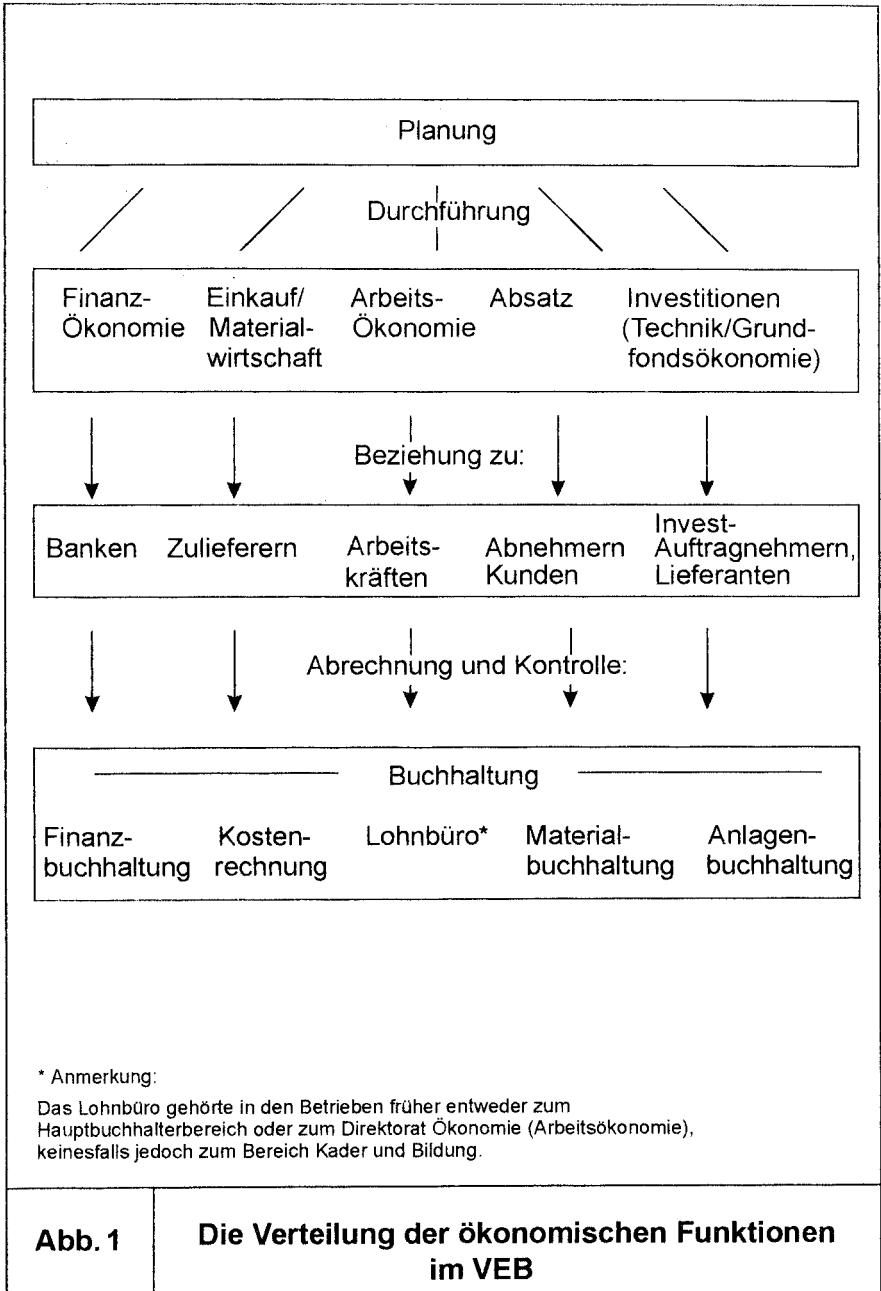 Planung
Durchführung
Finanz-
Ökonomie
Einkauf/
Material-
wirtschaft
Arbeits-
Ökonomie
Absatz
Investitionen
(Technik/Grund-
fondsökonomie)
Beziehung zu:
Banken
Zulieferern
Arbeits-
kräften
Abnehmern
Kunden
Invest-
Auftragnehmern,
Lieferanten
Abrechnung und Kontrolle:
Buchhaltung
Finanz-
buchhaltung
Kosten-
rechnung
Lohnbüro*
Material-
buchhaltung
Anlagen-
buchhaltung
* Anmerkung:
Das Lohnbüro gehörte in den Betrieben früher entweder zum
Hauptbuchhalterbereich oder zum Direktorat Ökonomie (Arbeitsökonomie),
keinesfalls jedoch zum Bereich Kader und Bildung.
Abb. 1
Die Verteilung der ökonomischen Funktionen
im VEB